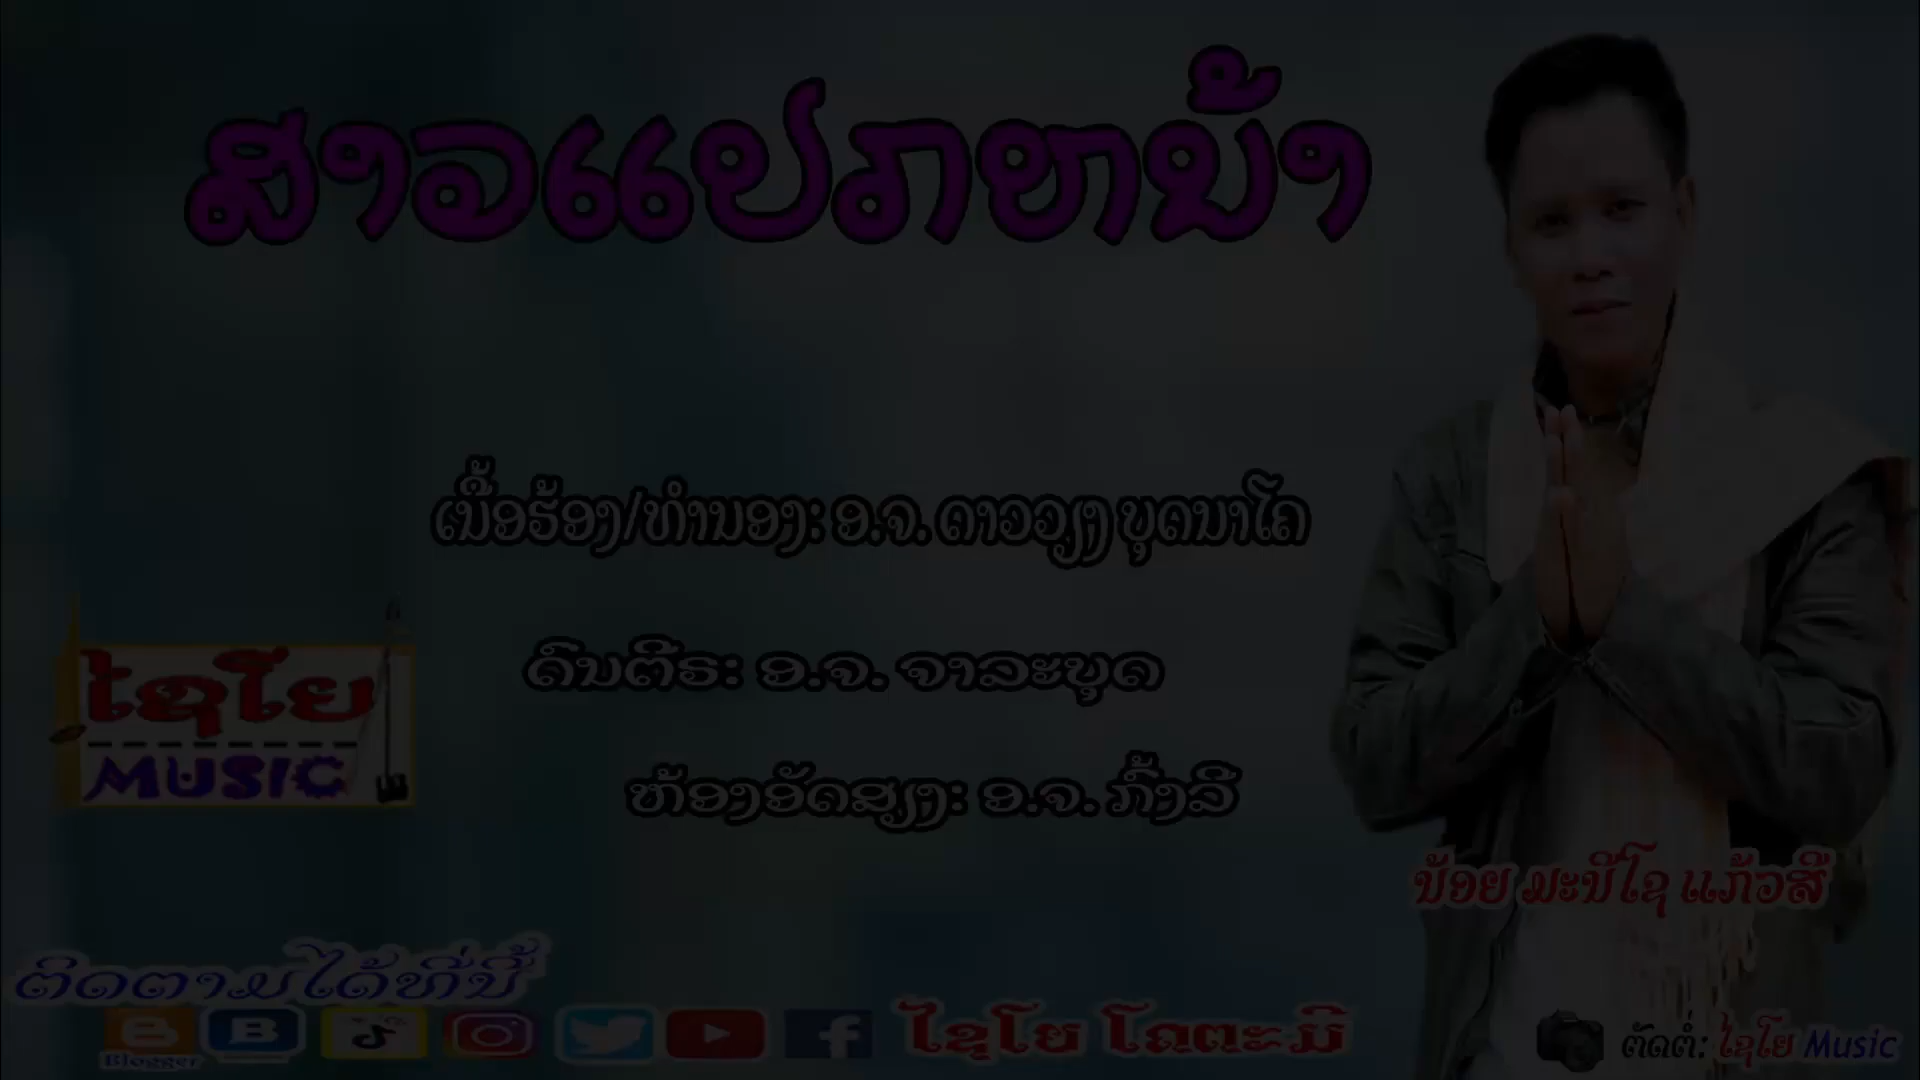 ສາວແປກຫນ້າ
ເນື້ອຮ້ອງ/ທຳນອງ: ອ.ຈ. ດາວວຽງ ບຸດນາໂຄ
ດົນຕີຣ: ອ.ຈ. ຈາລະບຸດ
ໄຊໂຍ
MUSIC
ຫ້ອງອັດສຽງ: ອ.ຈ. ກົ້ງລີ
ນ້ອຍ ມະນີໂຊ ແກ້ວສີ
ຕິດຕາມໄດ້ທີ່ນີ້
Blogger
ໄຊໂຍ ໂຄຕະມີ
ຕັດຕໍ່: ໄຊໂຍ Music